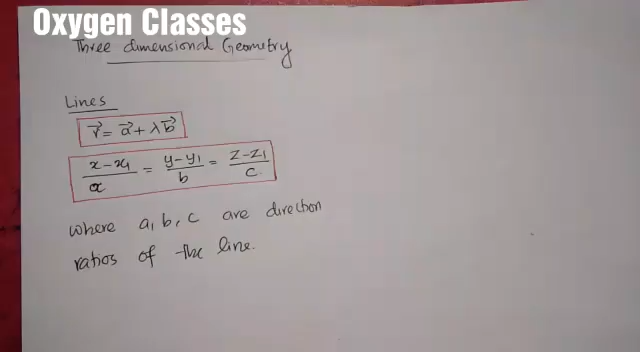 Oxygen Classes
Three dimensional Geometry
Lines
r⃗ = a⃗ + λb⃗
(x - x₁)/a = (y - y₁)/b = (z - z₁)/c
where a, b, c are direction
ratios of the line.